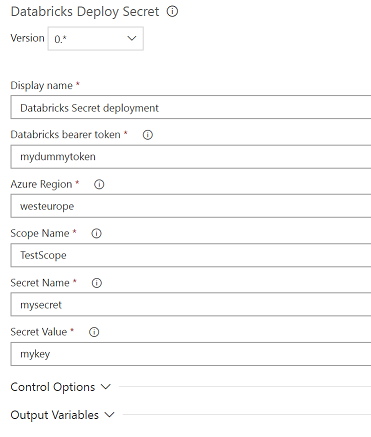 Databricks Deploy Secret
Version 0.*
Display name *
Databricks Secret deployment
Databricks bearer token *
mydummytoken
Azure Region *
westeurope
Scope Name *
TestScope
Secret Name *
mysecret
Secret Value *
mykey
Control Options
Output Variables